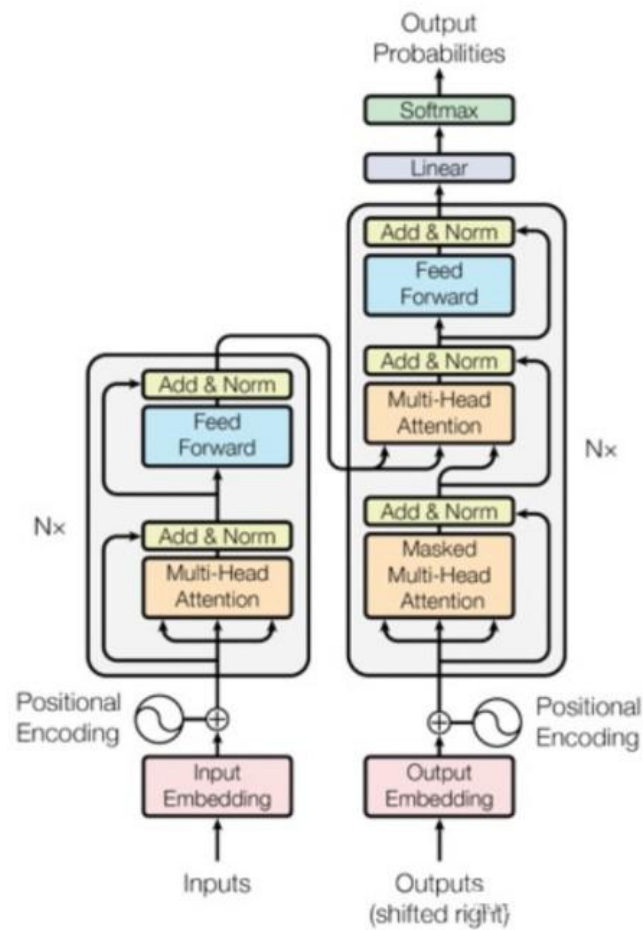 Output
Probabilities
Softmax
Linear
Add & Norm
Feed
Forward
Add & Norm
Multi-Head
Attention
Add & Norm
Masked
Multi-Head
Attention
Nx
Add & Norm
Feed
Forward
Add & Norm
Multi-Head
Attention
Nx
Positional
Encoding
Positional
Encoding
Input
Embedding
Output
Embedding
Inputs
Outputs
(shifted right)